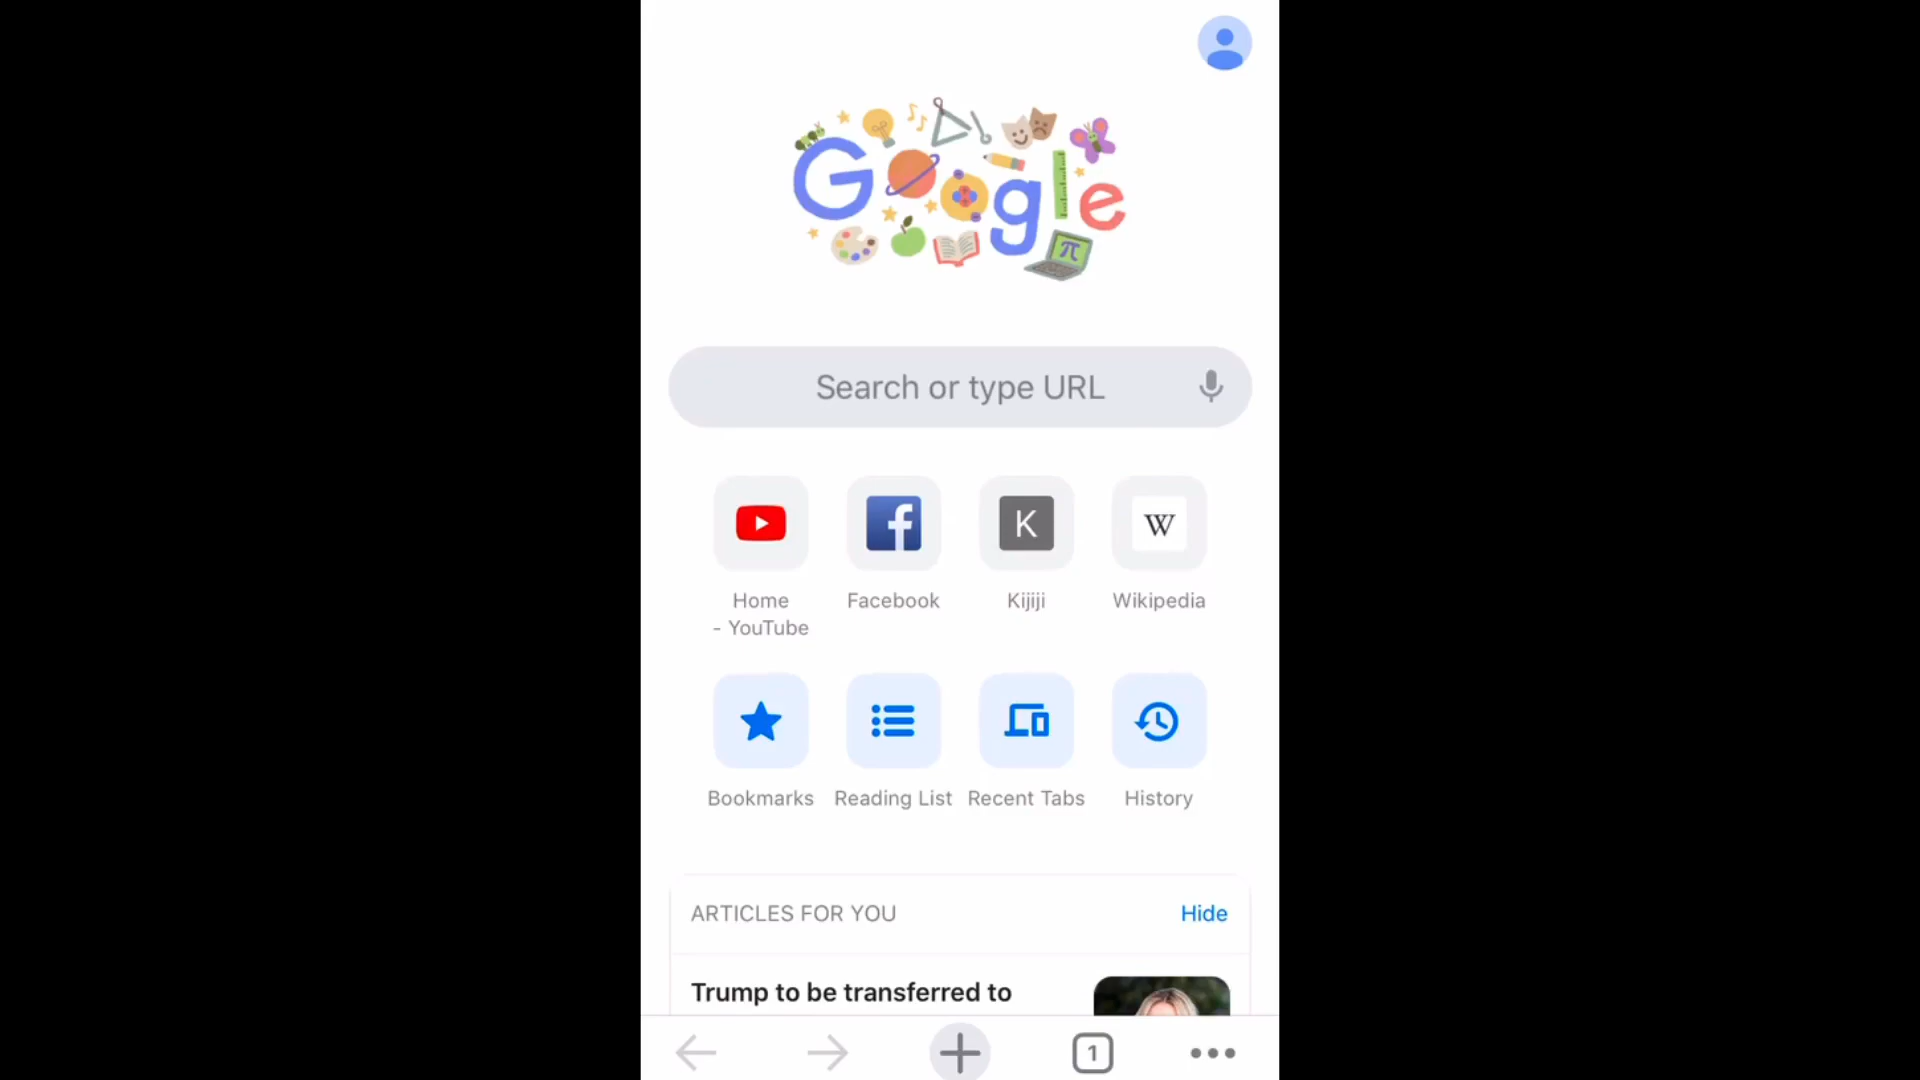 Google
π
Search or type URL
f
K
W
Home
- YouTube
Facebook
Kijiji
Wikipedia
Bookmarks
Reading List
Recent Tabs
History
ARTICLES FOR YOU
Hide
Trump to be transferred to
1